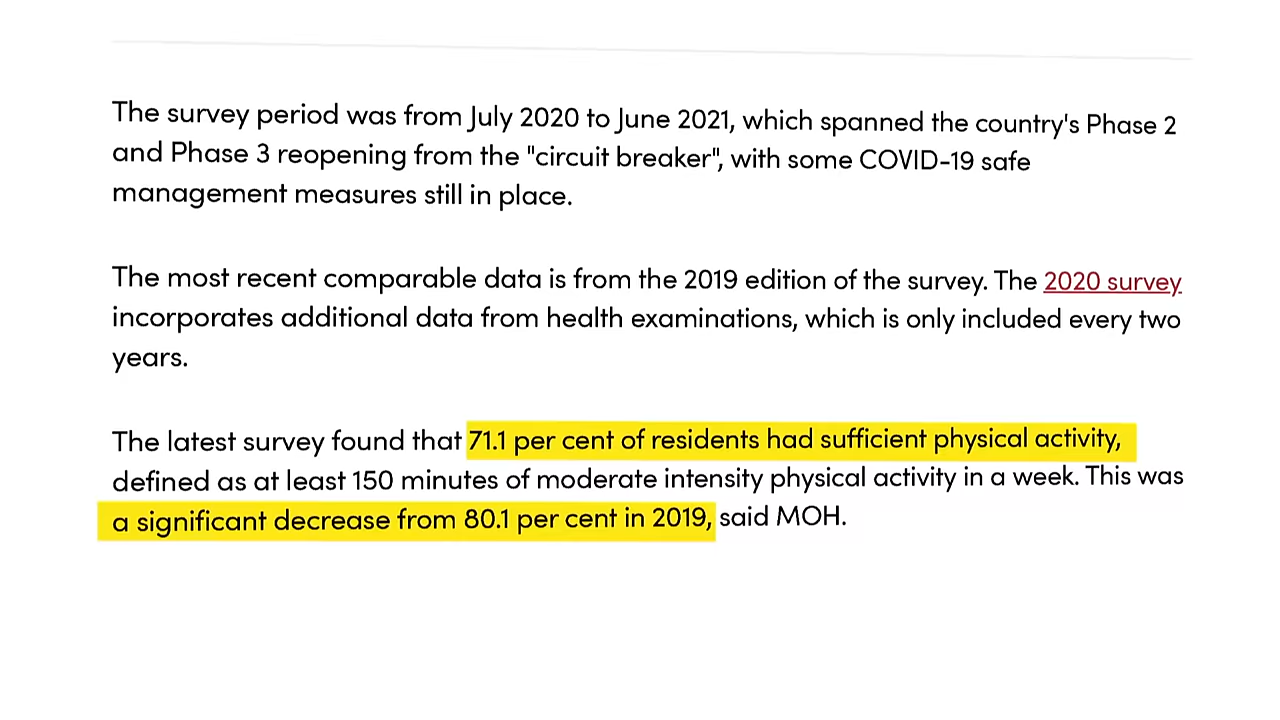 The survey period was from July 2020 to June 2021, which spanned the country's Phase 2
and Phase 3 reopening from the "circuit breaker", with some COVID-19 safe
management measures still in place.
The most recent comparable data is from the 2019 edition of the survey. The 2020 survey
incorporates additional data from health examinations, which is only included every two
years.
The latest survey found that 71.1 per cent of residents had sufficient physical activity,
defined as at least 150 minutes of moderate intensity physical activity in a week. This was
a significant decrease from 80.1 per cent in 2019, said MOH.